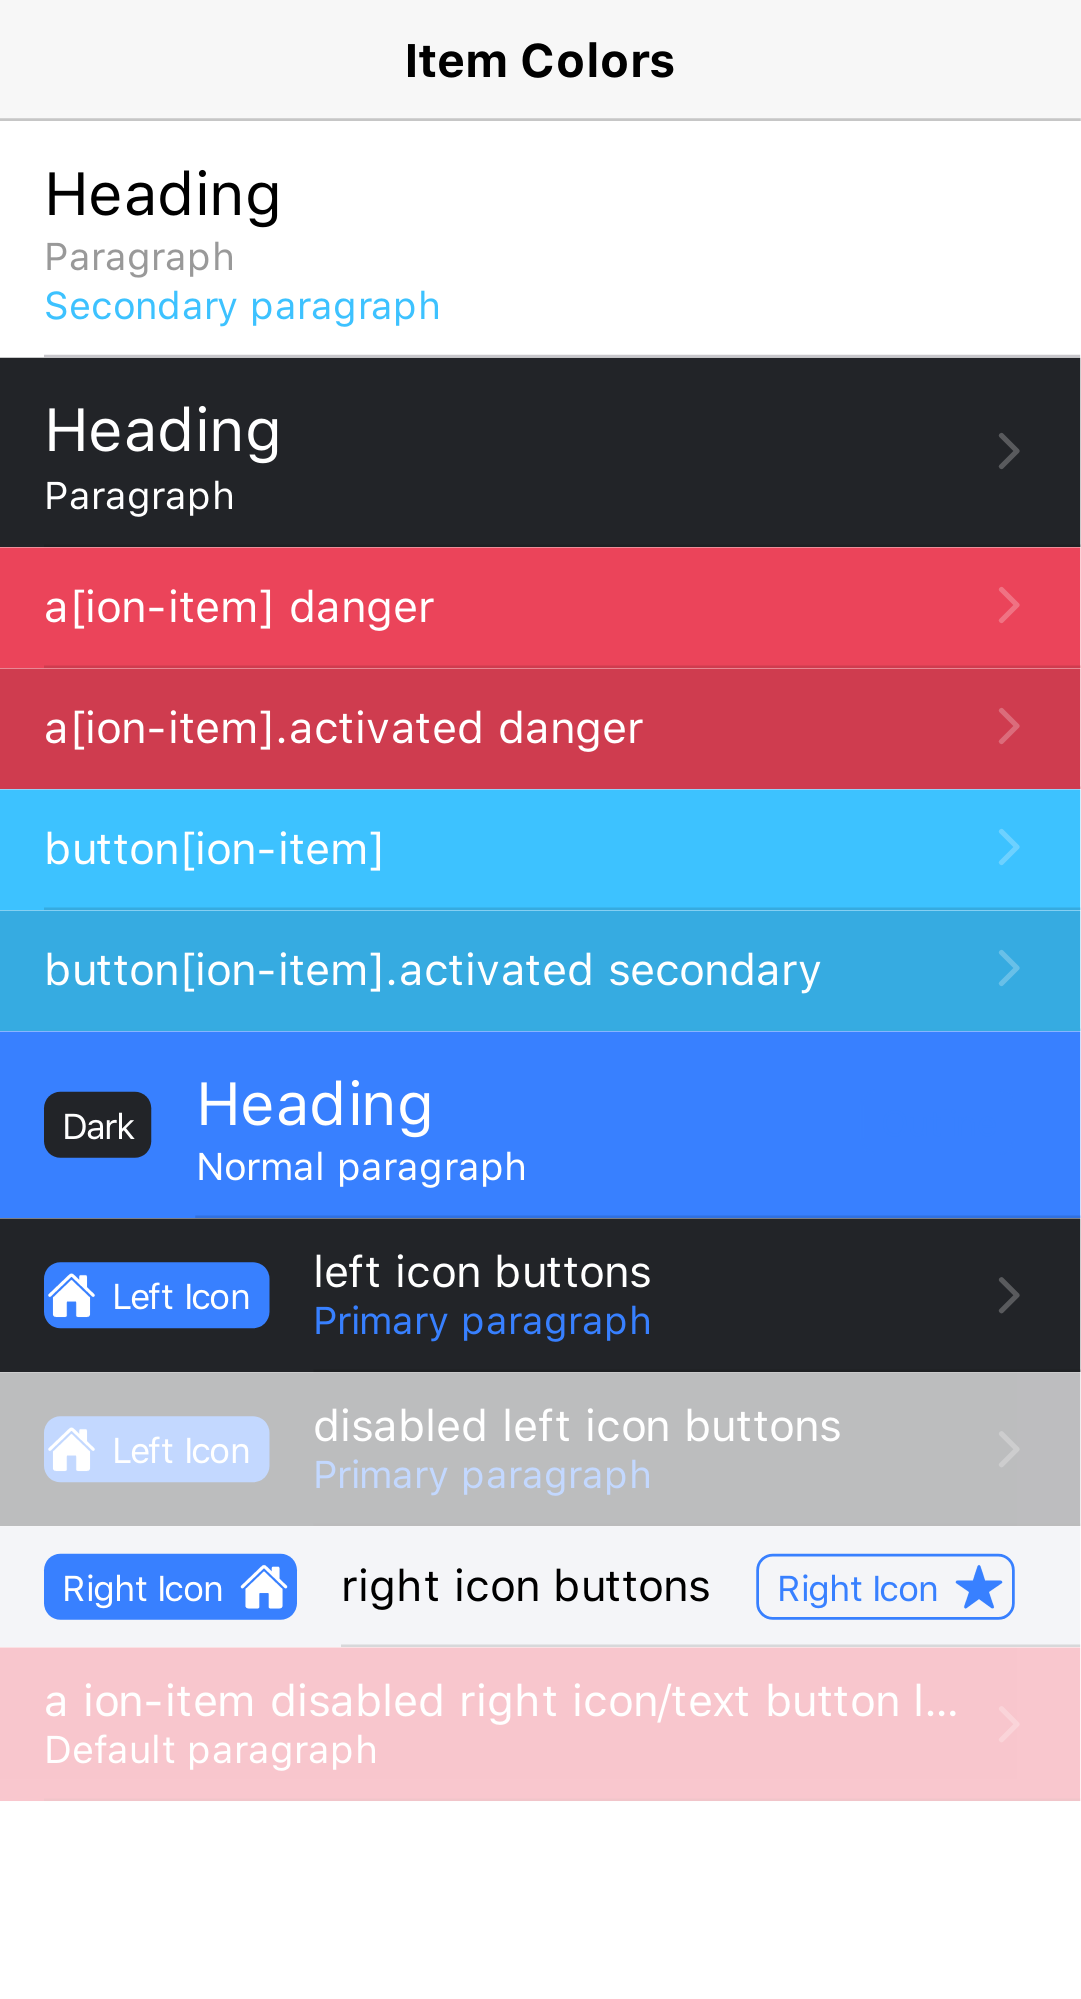 Item Colors
Heading
Paragraph
Secondary paragraph
Heading
Paragraph
a[ion-item] danger
a[ion-item].activated danger
button[ion-item]
button[ion-item].activated secondary
Dark
Heading
Normal paragraph
Left Icon
left icon buttons
Primary paragraph
Left Icon
disabled left icon buttons
Primary paragraph
Right Icon
right icon buttons
Right Icon
a ion-item disabled right icon/text button l...
Default paragraph